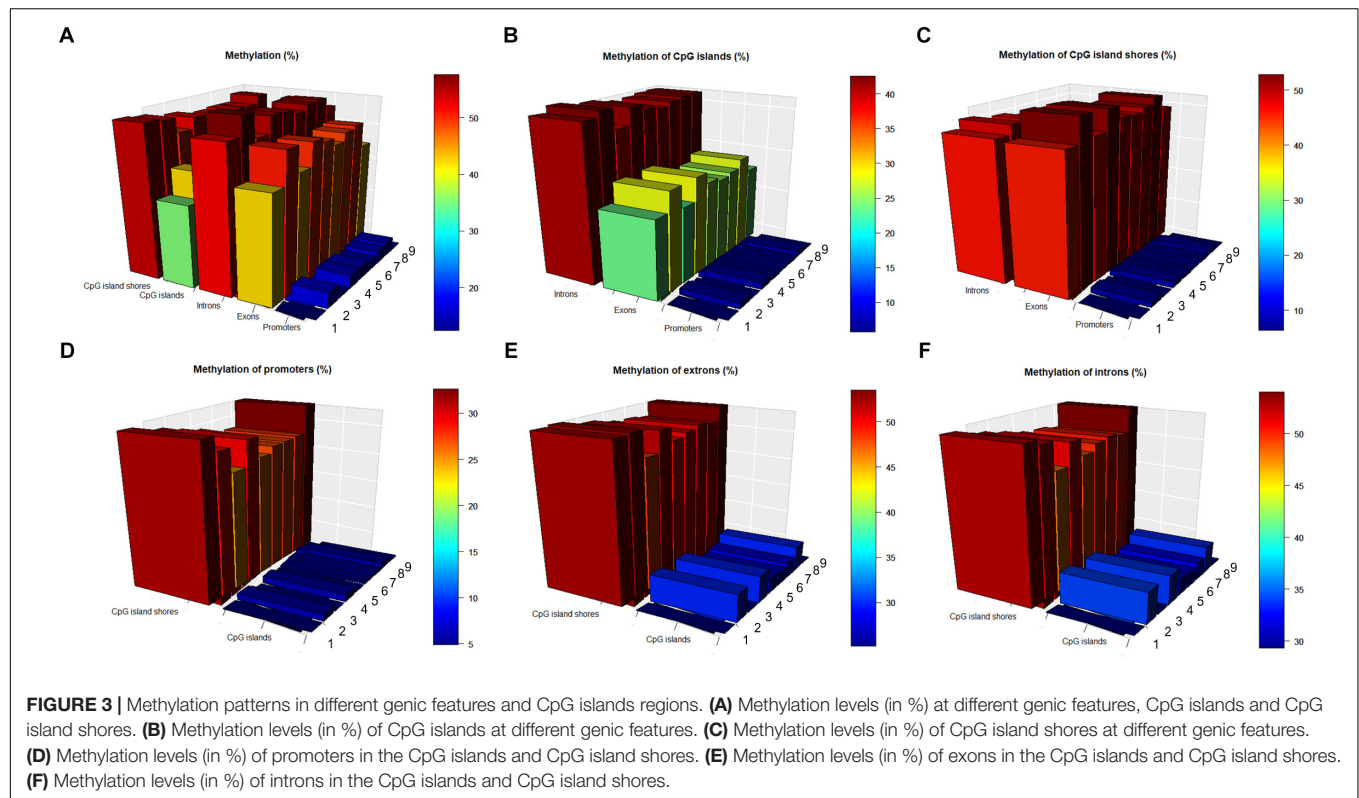 A
Methylation (%)
50
40
30
20
CpG island shores
CpG islands
Introns
Exons
Promoters
1
2
3
4
5
6
7
8
9
B
Methylation of CpG islands (%)
40
35
30
25
20
15
10
Introns
Exons
Promoters
1
2
3
4
5
6
7
8
9
C
Methylation of CpG island shores (%)
50
40
30
20
10
Introns
Exons
Promoters
1
2
3
4
5
6
7
8
9
D
Methylation of promoters (%)
30
25
20
15
10
5
CpG island shores
CpG islands
1
2
3
4
5
6
7
8
9
E
Methylation of extrons (%)
50
45
40
35
30
CpG island shores
CpG islands
1
2
3
4
5
6
7
8
9
F
Methylation of introns (%)
50
45
40
35
30
CpG island shores
CpG islands
1
2
3
4
5
6
7
8
9
FIGURE 3 | Methylation patterns in different genic features and CpG islands regions. (A) Methylation levels (in %) at different genic features, CpG islands and CpG
island shores. (B) Methylation levels (in %) of CpG islands at different genic features. (C) Methylation levels (in %) of CpG island shores at different genic features.
(D) Methylation levels (in %) of promoters in the CpG islands and CpG island shores. (E) Methylation levels (in %) of exons in the CpG islands and CpG island shores.
(F) Methylation levels (in %) of introns in the CpG islands and CpG island shores.